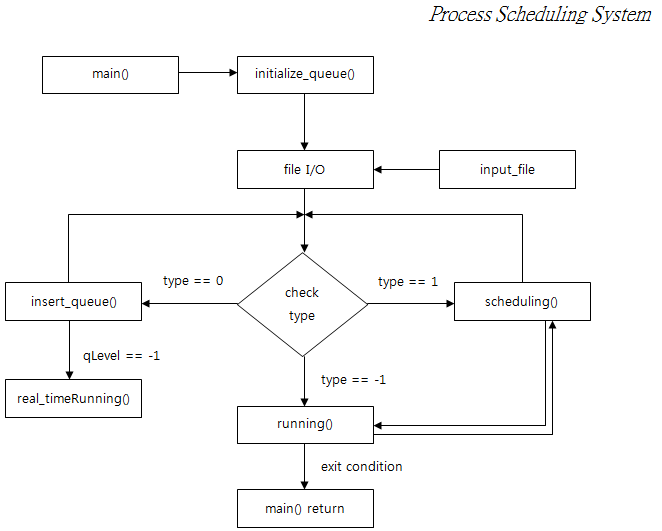 Process Scheduling System
main()
initialize_queue()
file I/O
input_file
type == 0
check
type
type == 1
insert_queue()
scheduling()
qLevel == -1
type == -1
real_timeRunning()
running()
exit condition
main() return